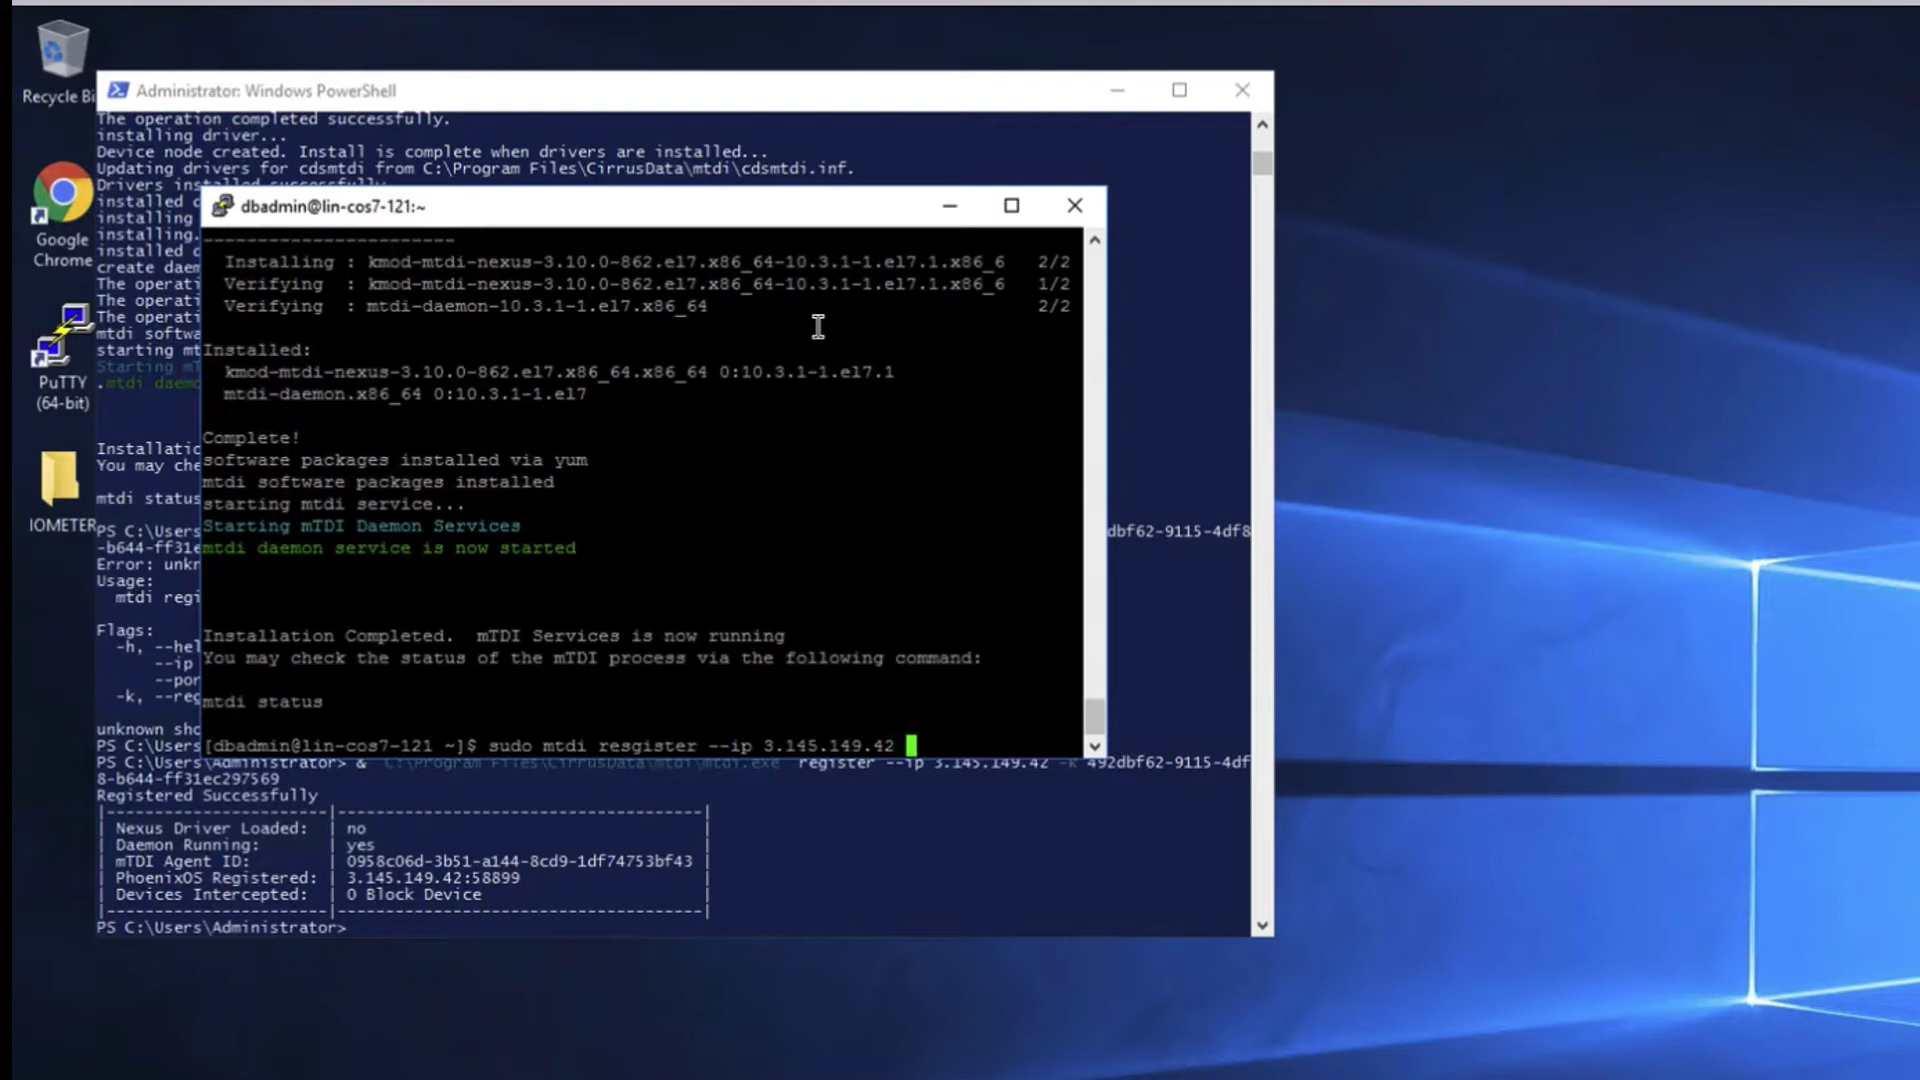 Recycle Bi
Google
Chrome
PuTTY
(64-bit)
IOMETER
Administrator: Windows PowerShell
The operation completed successfully.
installing driver...
Device node created. Install is complete when drivers are installed...
Updating drivers for cdsmtdi from C:\Program Files\CirrusData\mtdi\cdsmtdi.inf.
Drivers installed successfully.
installed
installing
installing.
installed
create daem
The operati
The operati
The operati
mtdi softwa
starting mt
Starting m
.mtdi daemo
Installatio
You may che
mtdi status
PS C:\Users
dbf62-9115-4df8
-b644-ff31e
Error: unkn
Usage:
mtdi regi
Flags:
-h, --hel
--ip
--por
-k, --reg
unknown sho
PS C:\Users
PS C:\Users\Administrator> & "C:\Program Files\CirrusData\mtdi\mtdi.exe" register --ip 3.145.149.42 -k 492dbf62-9115-4df
8-b644-ff31ec297569
Registered Successfully
Nexus Driver Loaded: no
Daemon Running: yes
mTDI Agent ID: 0958c06d-3b51-a144-8cd9-1df74753bf43
PhoenixOS Registered: 3.145.149.42:58899
Devices Intercepted: 0 Block Device
PS C:\Users\Administrator>
dbadmin@lin-cos7-121:~
Installing : kmod-mtdi-nexus-3.10.0-862.el7.x86_64-10.3.1-1.el7.1.x86_6 2/2
Verifying : kmod-mtdi-nexus-3.10.0-862.el7.x86_64-10.3.1-1.el7.1.x86_6 1/2
Verifying : mtdi-daemon-10.3.1-1.el7.x86_64 2/2
Installed:
kmod-mtdi-nexus-3.10.0-862.el7.x86_64.x86_64 0:10.3.1-1.el7.1
mtdi-daemon.x86_64 0:10.3.1-1.el7
Complete!
software packages installed via yum
mtdi software packages installed
starting mtdi service...
Starting mTDI Daemon Services
mtdi daemon service is now started
Installation Completed. mTDI Services is now running
You may check the status of the mTDI process via the following command:
mtdi status
[dbadmin@lin-cos7-121 ~]$ sudo mtdi resgister --ip 3.145.149.42